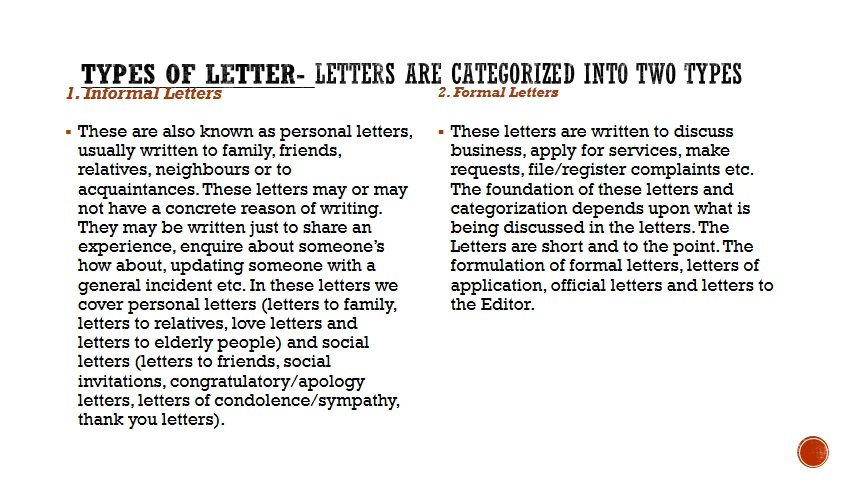 TYPES OF LETTER- LETTERS ARE CATEGORIZED INTO TWO TYPES
1. Informal Letters
▪ These are also known as personal letters,
usually written to family, friends,
relatives, neighbours or to
acquaintances. These letters may or may
not have a concrete reason of writing.
They may be written just to share an
experience, enquire about someone's
how about, updating someone with a
general incident etc. In these letters we
cover personal letters (letters to family,
letters to relatives, love letters and
letters to elderly people) and social
letters (letters to friends, social
invitations, congratulatory/apology
letters, letters of condolence/sympathy,
thank you letters).
2. Formal Letters
▪ These letters are written to discuss
business, apply for services, make
requests, file/register complaints etc.
The foundation of these letters and
categorization depends upon what is
being discussed in the letters. The
Letters are short and to the point. The
formulation of formal letters, letters of
application, official letters and letters to
the Editor.